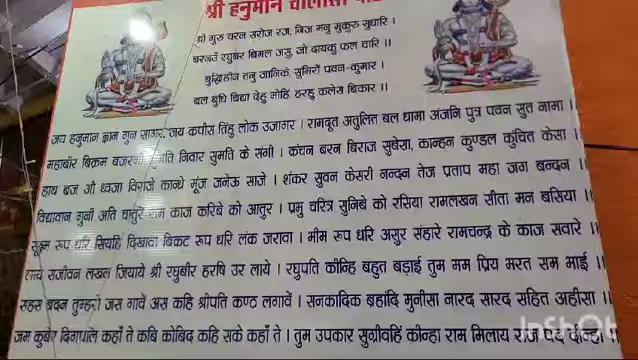 श्री हनुमान चालीसा
श्री गुरु चरन सरोज रज, निज मनु मुकुरु सुधारि ।
बरनउँ रघुबर बिमल जसु, जो दायकु फल चारि ।।
बुद्धिहीन तनु जानिके, सुमिरों पवन-कुमार ।
बल बुधि बिद्या देहु मोहिं, हरहु कलेश बिकार ।।
जय हनुमान ज्ञान गुन सागर, जय कपीस तिंहु लोक उजागर । रामदूत अतुलित बल धामा अंजनि पुत्र पवन सुत नामा ।
महाबीर बिक्रम बजरंगी कुमति निवार सुमति के संगी । कंचन बरन बिराज सुबेसा, कान्हन कुण्डल कुंचित केसा ।
हाथ ब्रज औ ध्वजा विराजे कान्धे मूंज जनेऊ साजे । शंकर सुवन केसरी नन्दन तेज प्रताप महा जग बन्दन ।
विद्यावान गुनी अति चातुर राम काज करिबे को आतुर । प्रभु चरित्र सुनिबे को रसिया रामलखन सीता मन बसिया ।।
सूक्ष्म रूप धरि सियहिं दिखावा बिकट रूप धरि लंक जरावा । भीम रूप धरि असुर संहारे रामचन्द्र के काज सवारे ।।
सजीवन लखन जियाये श्री रघुबीर हरषि उर लाये । रघुपति कीन्हि बहुत बड़ाई तुम मम प्रिय भरत सम भाई ।
सहस बदन तुम्हरो जस गावें अस कहि श्रीपति कण्ठ लगावें । सनकादिक ब्रहादि मुनीसा नारद सारद सहित अहीसा ।।
जम कुबेर दिगपाल कहाँ ते कबि कोबिद कहि सके कहाँ ते । तुम उपकार सुग्रीवहिं कीन्हा राम मिलाय राज पद दीन्हा ।
InShOt